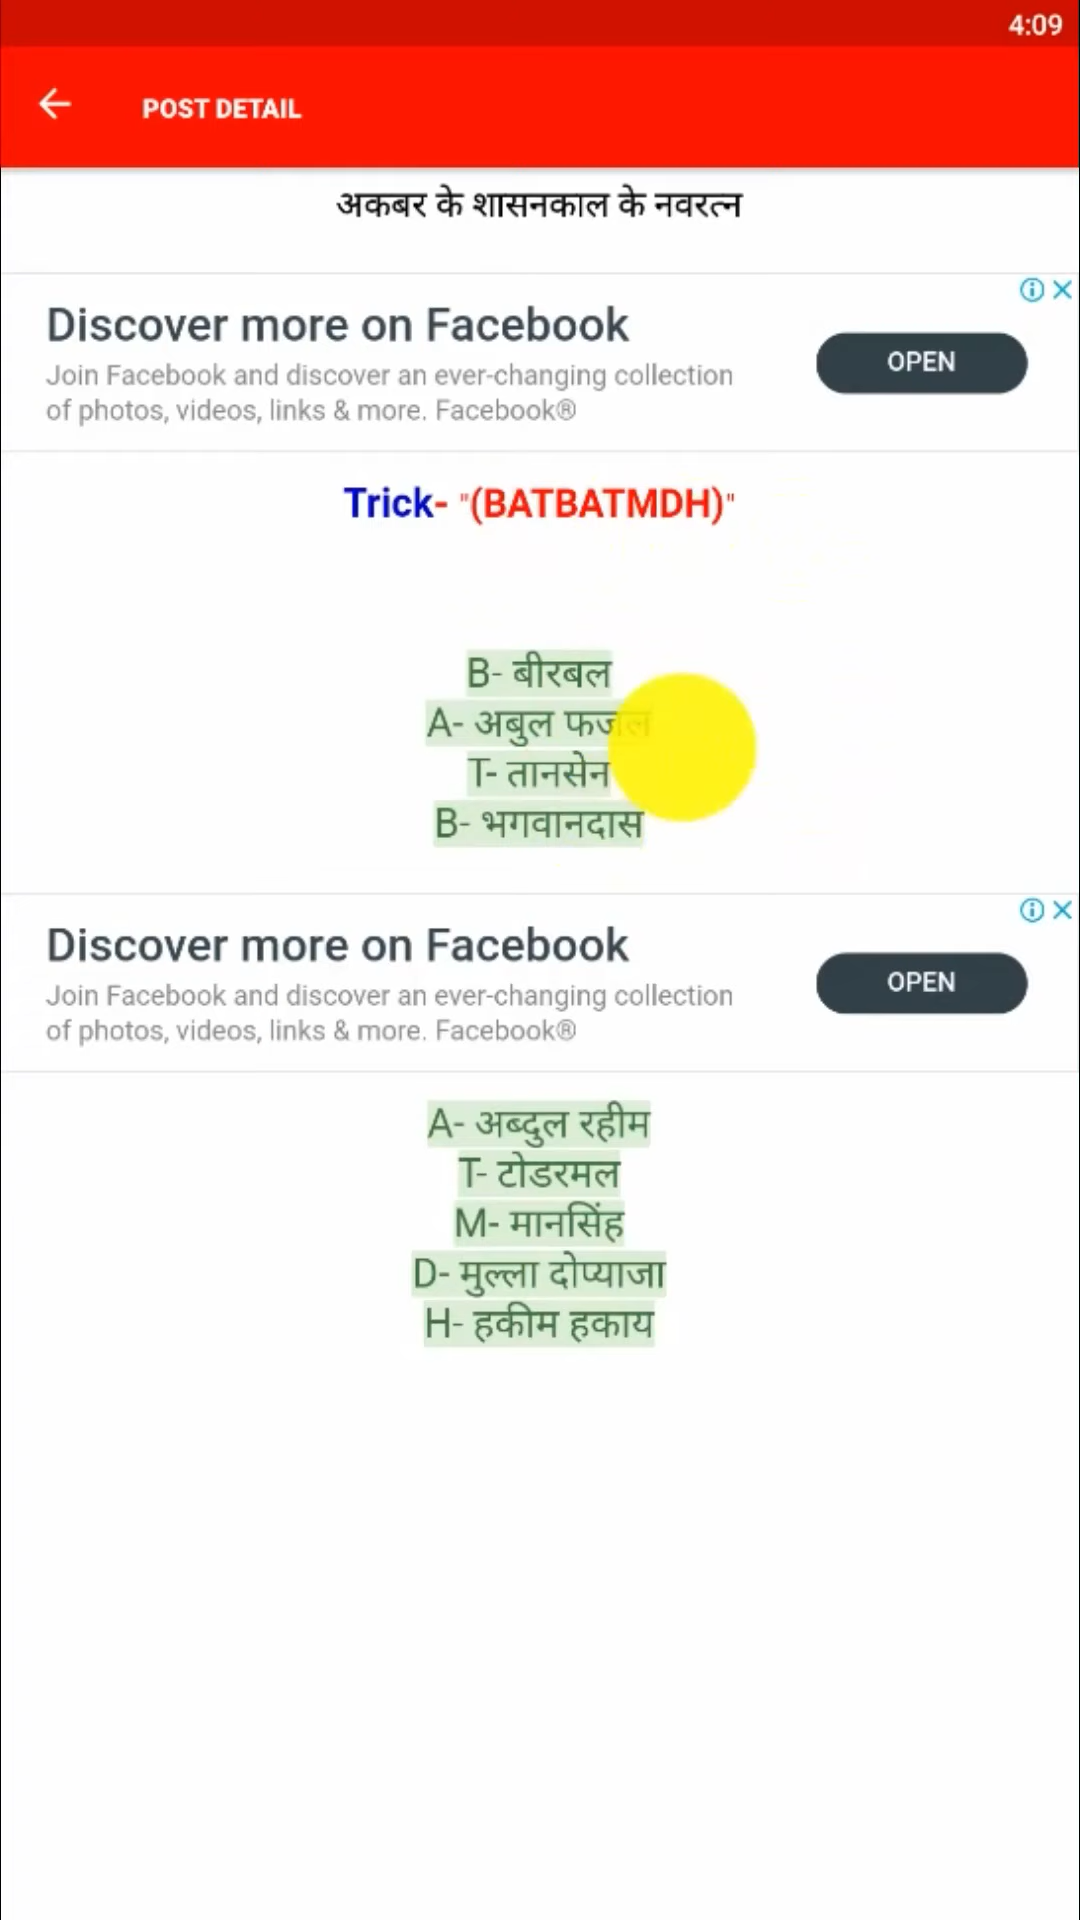 4:09
POST DETAIL
अकबर के शासनकाल के नवरत्न
Discover more on Facebook
Join Facebook and discover an ever-changing collection
of photos, videos, links & more. Facebook®
OPEN
Trick- "(BATBATMDH)"
B- बीरबल
A- अबुल फजल
T- तानसेन
B- भगवानदास
Discover more on Facebook
Join Facebook and discover an ever-changing collection
of photos, videos, links & more. Facebook®
OPEN
A- अब्दुल रहीम
T- टोडरमल
M- मानसिंह
D- मुल्ला दोप्याजा
H- हकीम हकाय